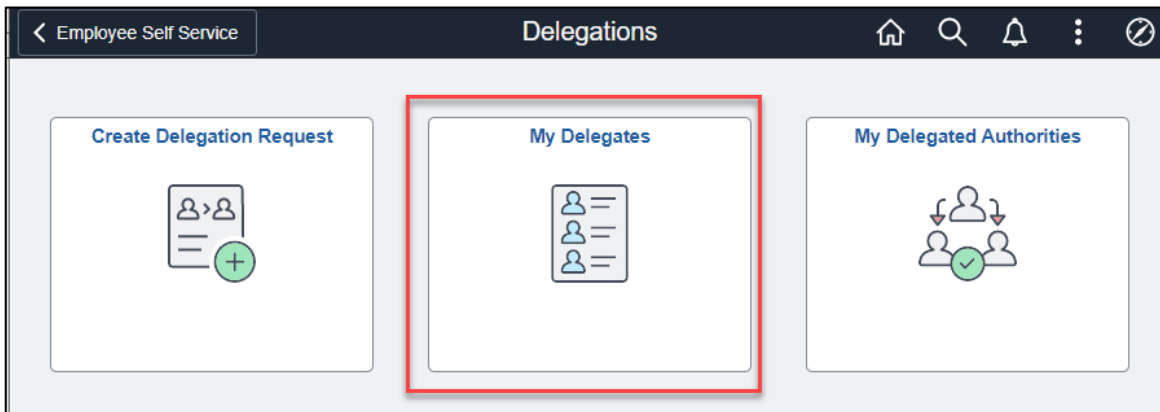 Employee Self Service
Delegations
Create Delegation Request
My Delegates
My Delegated Authorities